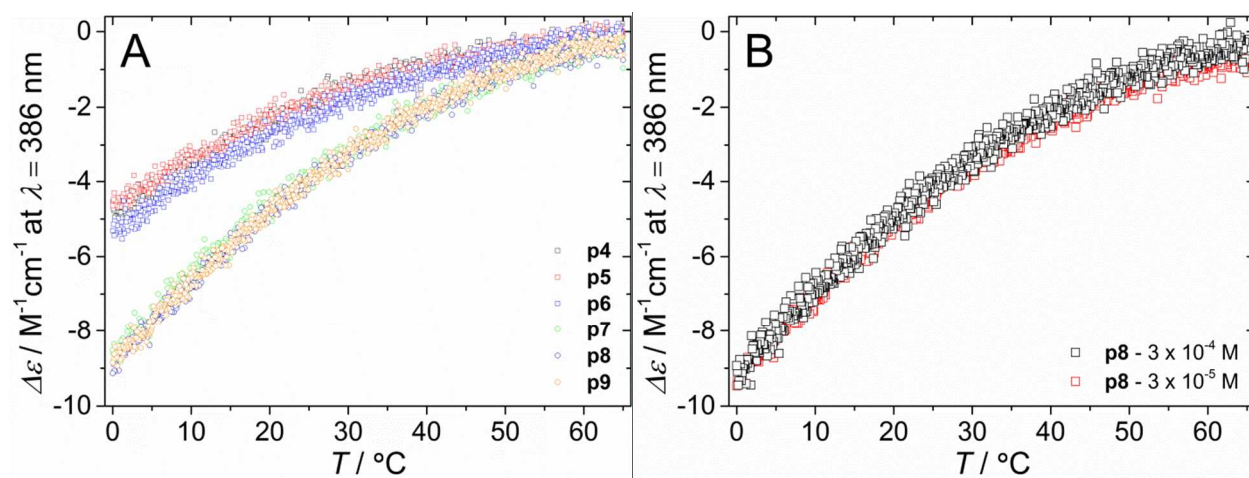 A
Δε / M⁻¹cm⁻¹ at λ = 386 nm
0
-2
-4
-6
-8
-10
p4
p5
p6
p7
p8
p9
0 10 20 30 40 50 60
T / °C
B
Δε / M⁻¹cm⁻¹ at λ = 386 nm
0
-2
-4
-6
-8
-10
p8 - 3 x 10⁻⁴ M
p8 - 3 x 10⁻⁵ M
0 10 20 30 40 50 60
T / °C